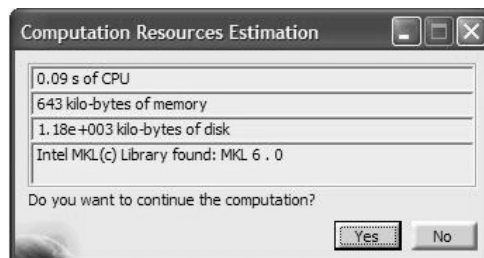 Computation Resources Estimation
0.09 s of CPU
643 kilo-bytes of memory
1.18e+003 kilo-bytes of disk
Intel MKL(c) Library found: MKL 6 . 0
Do you want to continue the computation?
Yes No